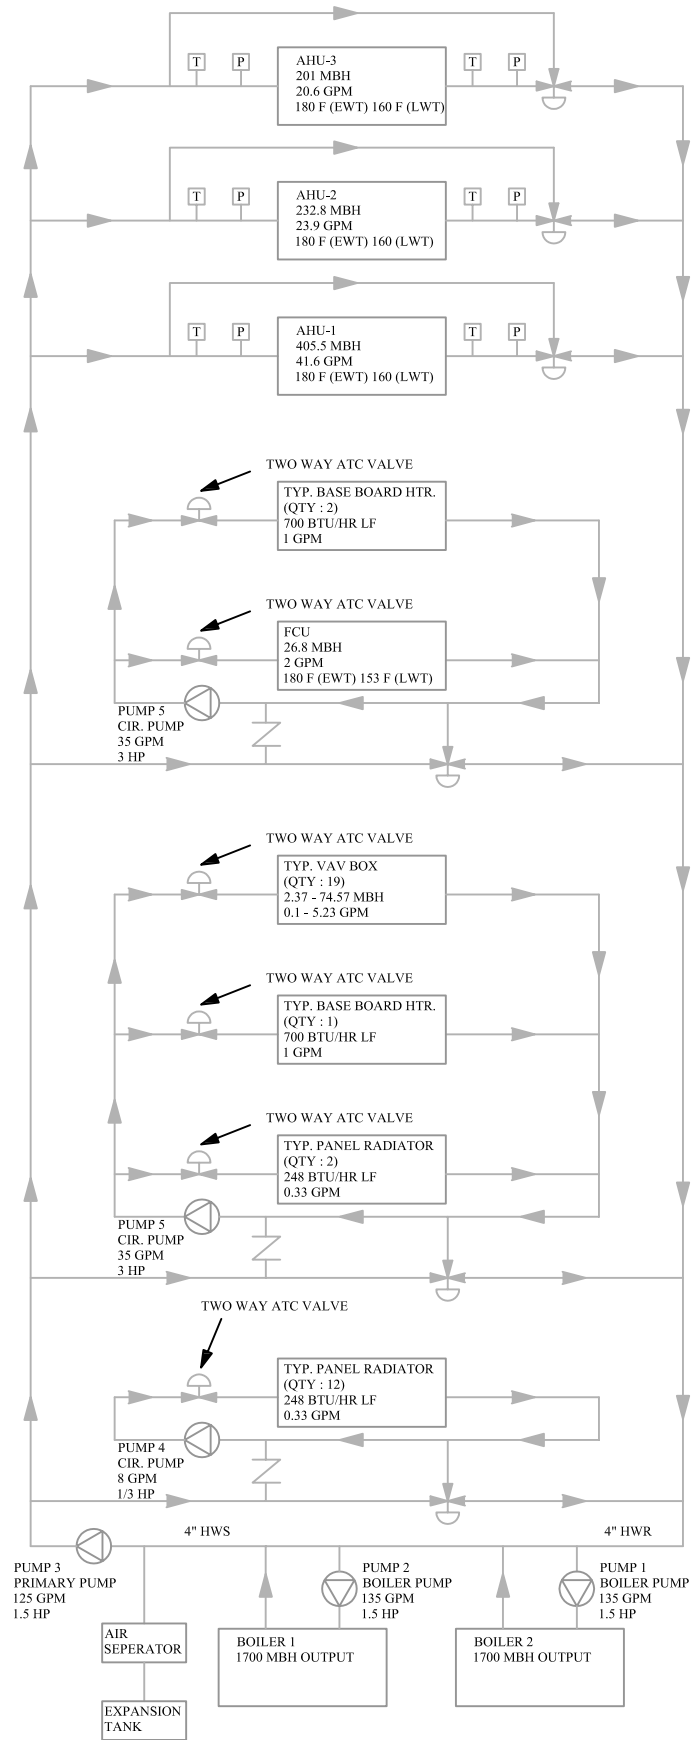 AHU-3
201 MBH
20.6 GPM
180 F (EWT) 160 F (LWT)
T
P
T
P
AHU-2
232.8 MBH
23.9 GPM
180 F (EWT) 160 (LWT)
T
P
T
P
AHU-1
405.5 MBH
41.6 GPM
180 F (EWT) 160 (LWT)
T
P
T
P
TWO WAY ATC VALVE
TYP. BASE BOARD HTR.
(QTY : 2)
700 BTU/HR LF
1 GPM
TWO WAY ATC VALVE
FCU
26.8 MBH
2 GPM
180 F (EWT) 153 F (LWT)
PUMP 5
CIR. PUMP
35 GPM
3 HP
TWO WAY ATC VALVE
TYP. VAV BOX
(QTY : 19)
2.37 - 74.57 MBH
0.1 - 5.23 GPM
TWO WAY ATC VALVE
TYP. BASE BOARD HTR.
(QTY : 1)
700 BTU/HR LF
1 GPM
TWO WAY ATC VALVE
TYP. PANEL RADIATOR
(QTY : 2)
248 BTU/HR LF
0.33 GPM
PUMP 5
CIR. PUMP
35 GPM
3 HP
TWO WAY ATC VALVE
TYP. PANEL RADIATOR
(QTY : 12)
248 BTU/HR LF
0.33 GPM
PUMP 4
CIR. PUMP
8 GPM
1/3 HP
4" HWS
4" HWR
PUMP 3
PRIMARY PUMP
125 GPM
1.5 HP
PUMP 2
BOILER PUMP
135 GPM
1.5 HP
PUMP 1
BOILER PUMP
135 GPM
1.5 HP
AIR
SEPERATOR
BOILER 1
1700 MBH OUTPUT
BOILER 2
1700 MBH OUTPUT
EXPANSION
TANK